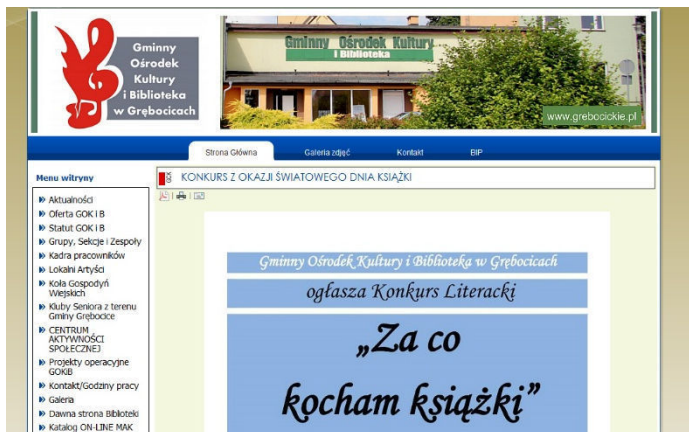 Gminny
Ośrodek
Kultury
i Biblioteka
w Grębocicach
Gminny Ośrodek Kultury
i Biblioteka
www.grebocickie.pl
Strona Główna
Galeria zdjęć
Kontakt
BIP
Menu witryny
Aktualności
Oferta GOK i B
Statut GOK i B
Grupy, Sekcje i Zespoły
Kadra pracowników
Lokalni Artyści
Koła Gospodyń
Wiejskich
Kluby Seniora z terenu
Gminy Grębocice
CENTRUM
AKTYWNOŚCI
SPOŁECZNEJ
Projekty operacyjne
GOKiB
Kontakt/Godziny pracy
Galeria
Dawna strona Biblioteki
Katalog ON-LINE MAK
KONKURS Z OKAZJI ŚWIATOWEGO DNIA KSIĄŻKI
Gminny Ośrodek Kultury i Biblioteka w Grębocicach
ogłasza Konkurs Literacki
„Za co
kocham książki”